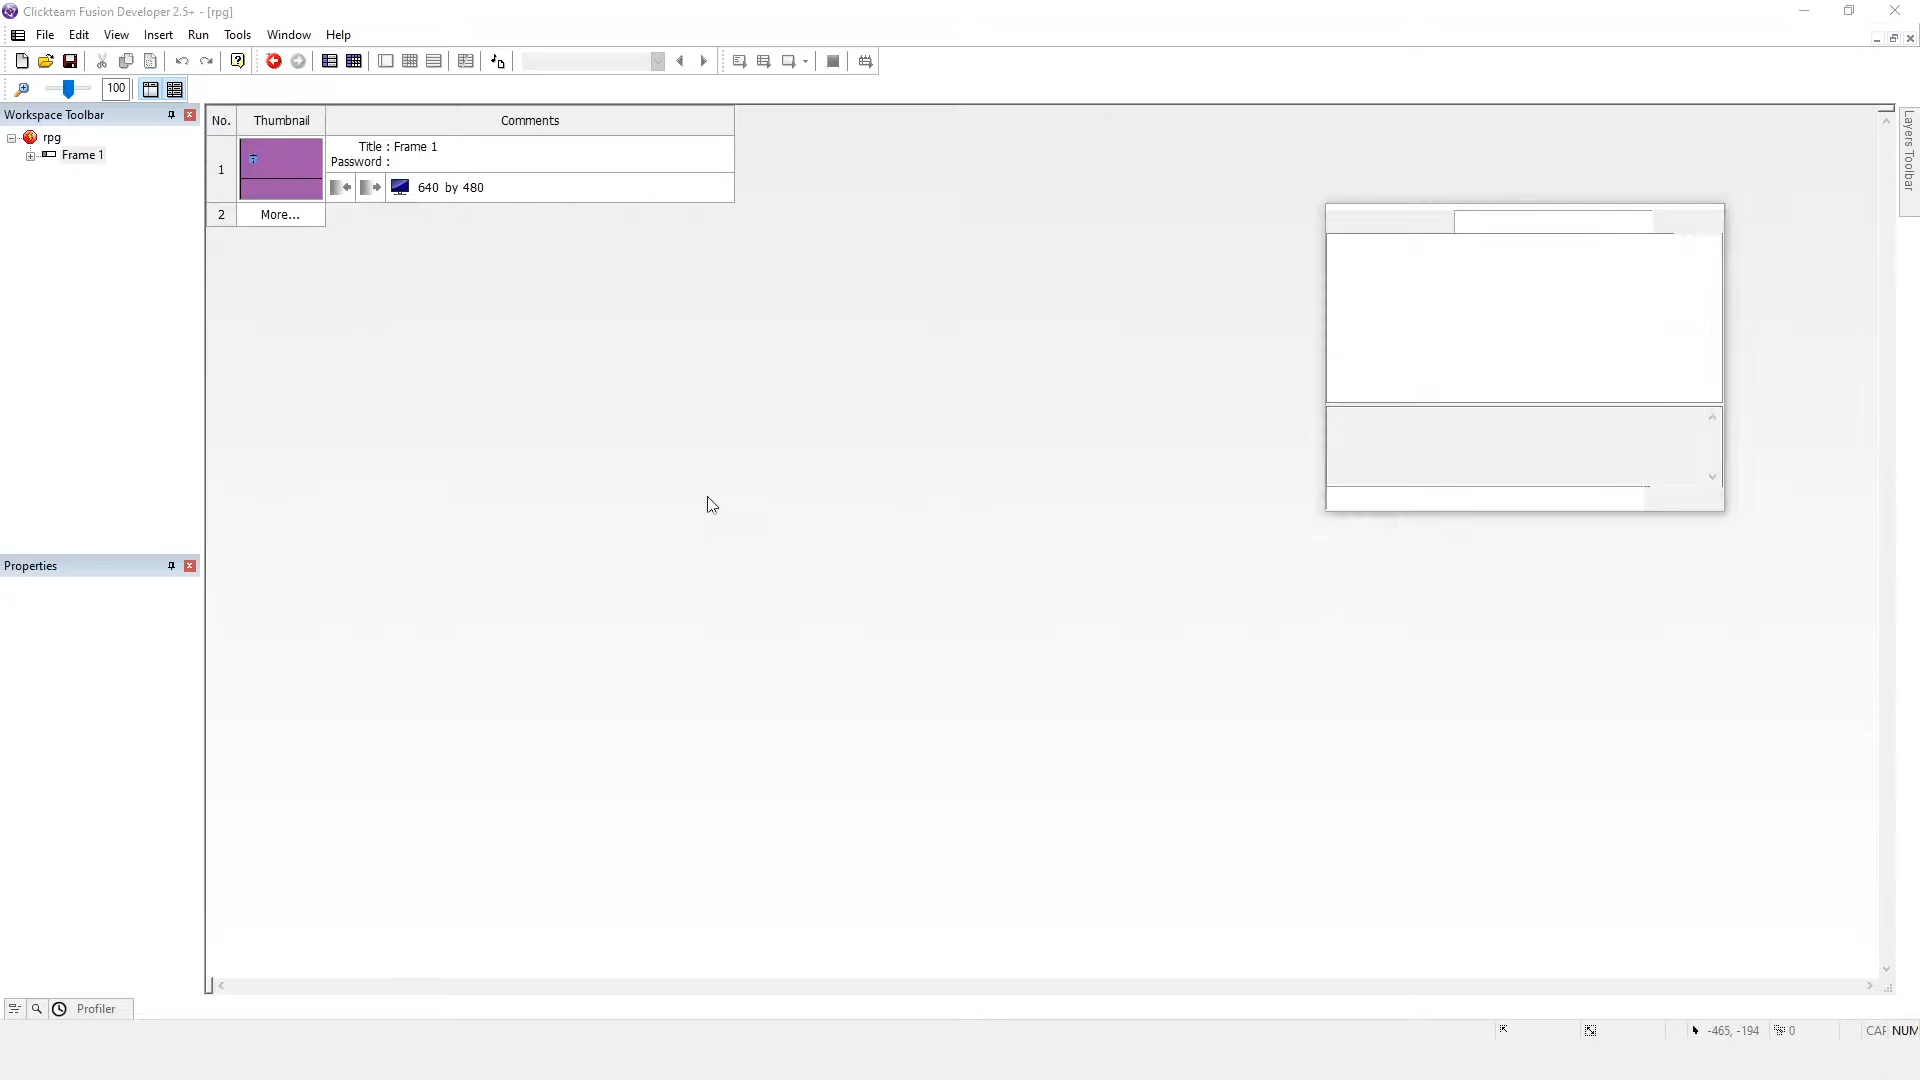 Clickteam Fusion Developer 2.5+ - [rpg]
File Edit View Insert Run Tools Window Help
100
Workspace Toolbar
rpg
Frame 1
No. Thumbnail Comments
1
Title : Frame 1
Password :
640 by 480
2 More...
Layers Toolbar
Properties
Profiler
-465, -194 0 CAP NUM